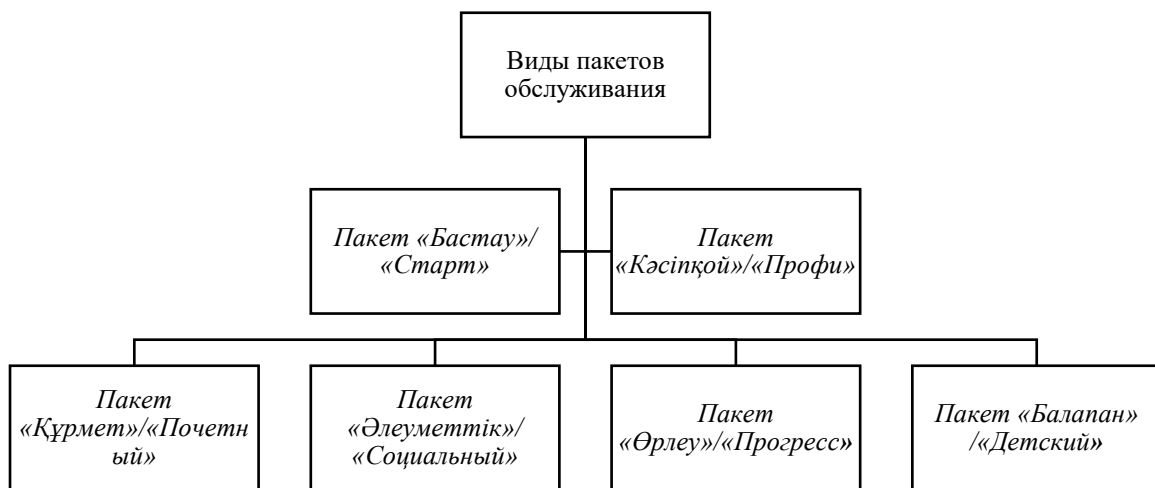 Виды пакетов
обслуживания
Пакет «Бастау»/
«Старт»
Пакет
«Кәсіпқой»/«Профи»
Пакет
«Құрмет»/«Почетн
ый»
Пакет
«Әлеуметтік»/
«Социальный»
Пакет
«Өрлеу»/«Прогресс»
Пакет «Балапан»
/«Детский»